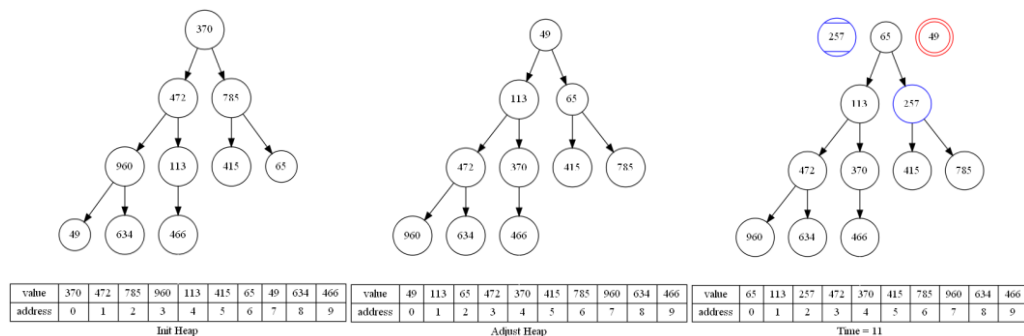 370
49
257 65 49
472 785
113 65
113 257
960 113 415 65
472 370 415 785
472 370 415 785
49 634 466
960 634 466
960 634 466
value 370 472 785 960 113 415 65 49 634 466
address 0 1 2 3 4 5 6 7 8 9
Init Heap
value 49 113 65 472 370 415 785 960 634 466
address 0 1 2 3 4 5 6 7 8 9
Adjust Heap
value 65 113 257 472 370 415 785 960 634 466
address 0 1 2 3 4 5 6 7 8 9
Time = 11